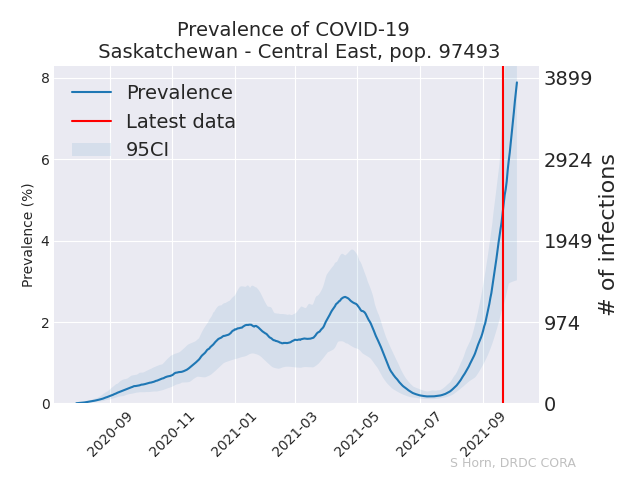 Prevalence of COVID-19
Saskatchewan - Central East, pop. 97493
Prevalence
Latest data
95CI
Prevalence (%)
8
6
4
2
0
3899
2924
1949
974
0
# of infections
2020-09
2020-11
2021-01
2021-03
2021-05
2021-07
2021-09
S Horn, DRDC CORA